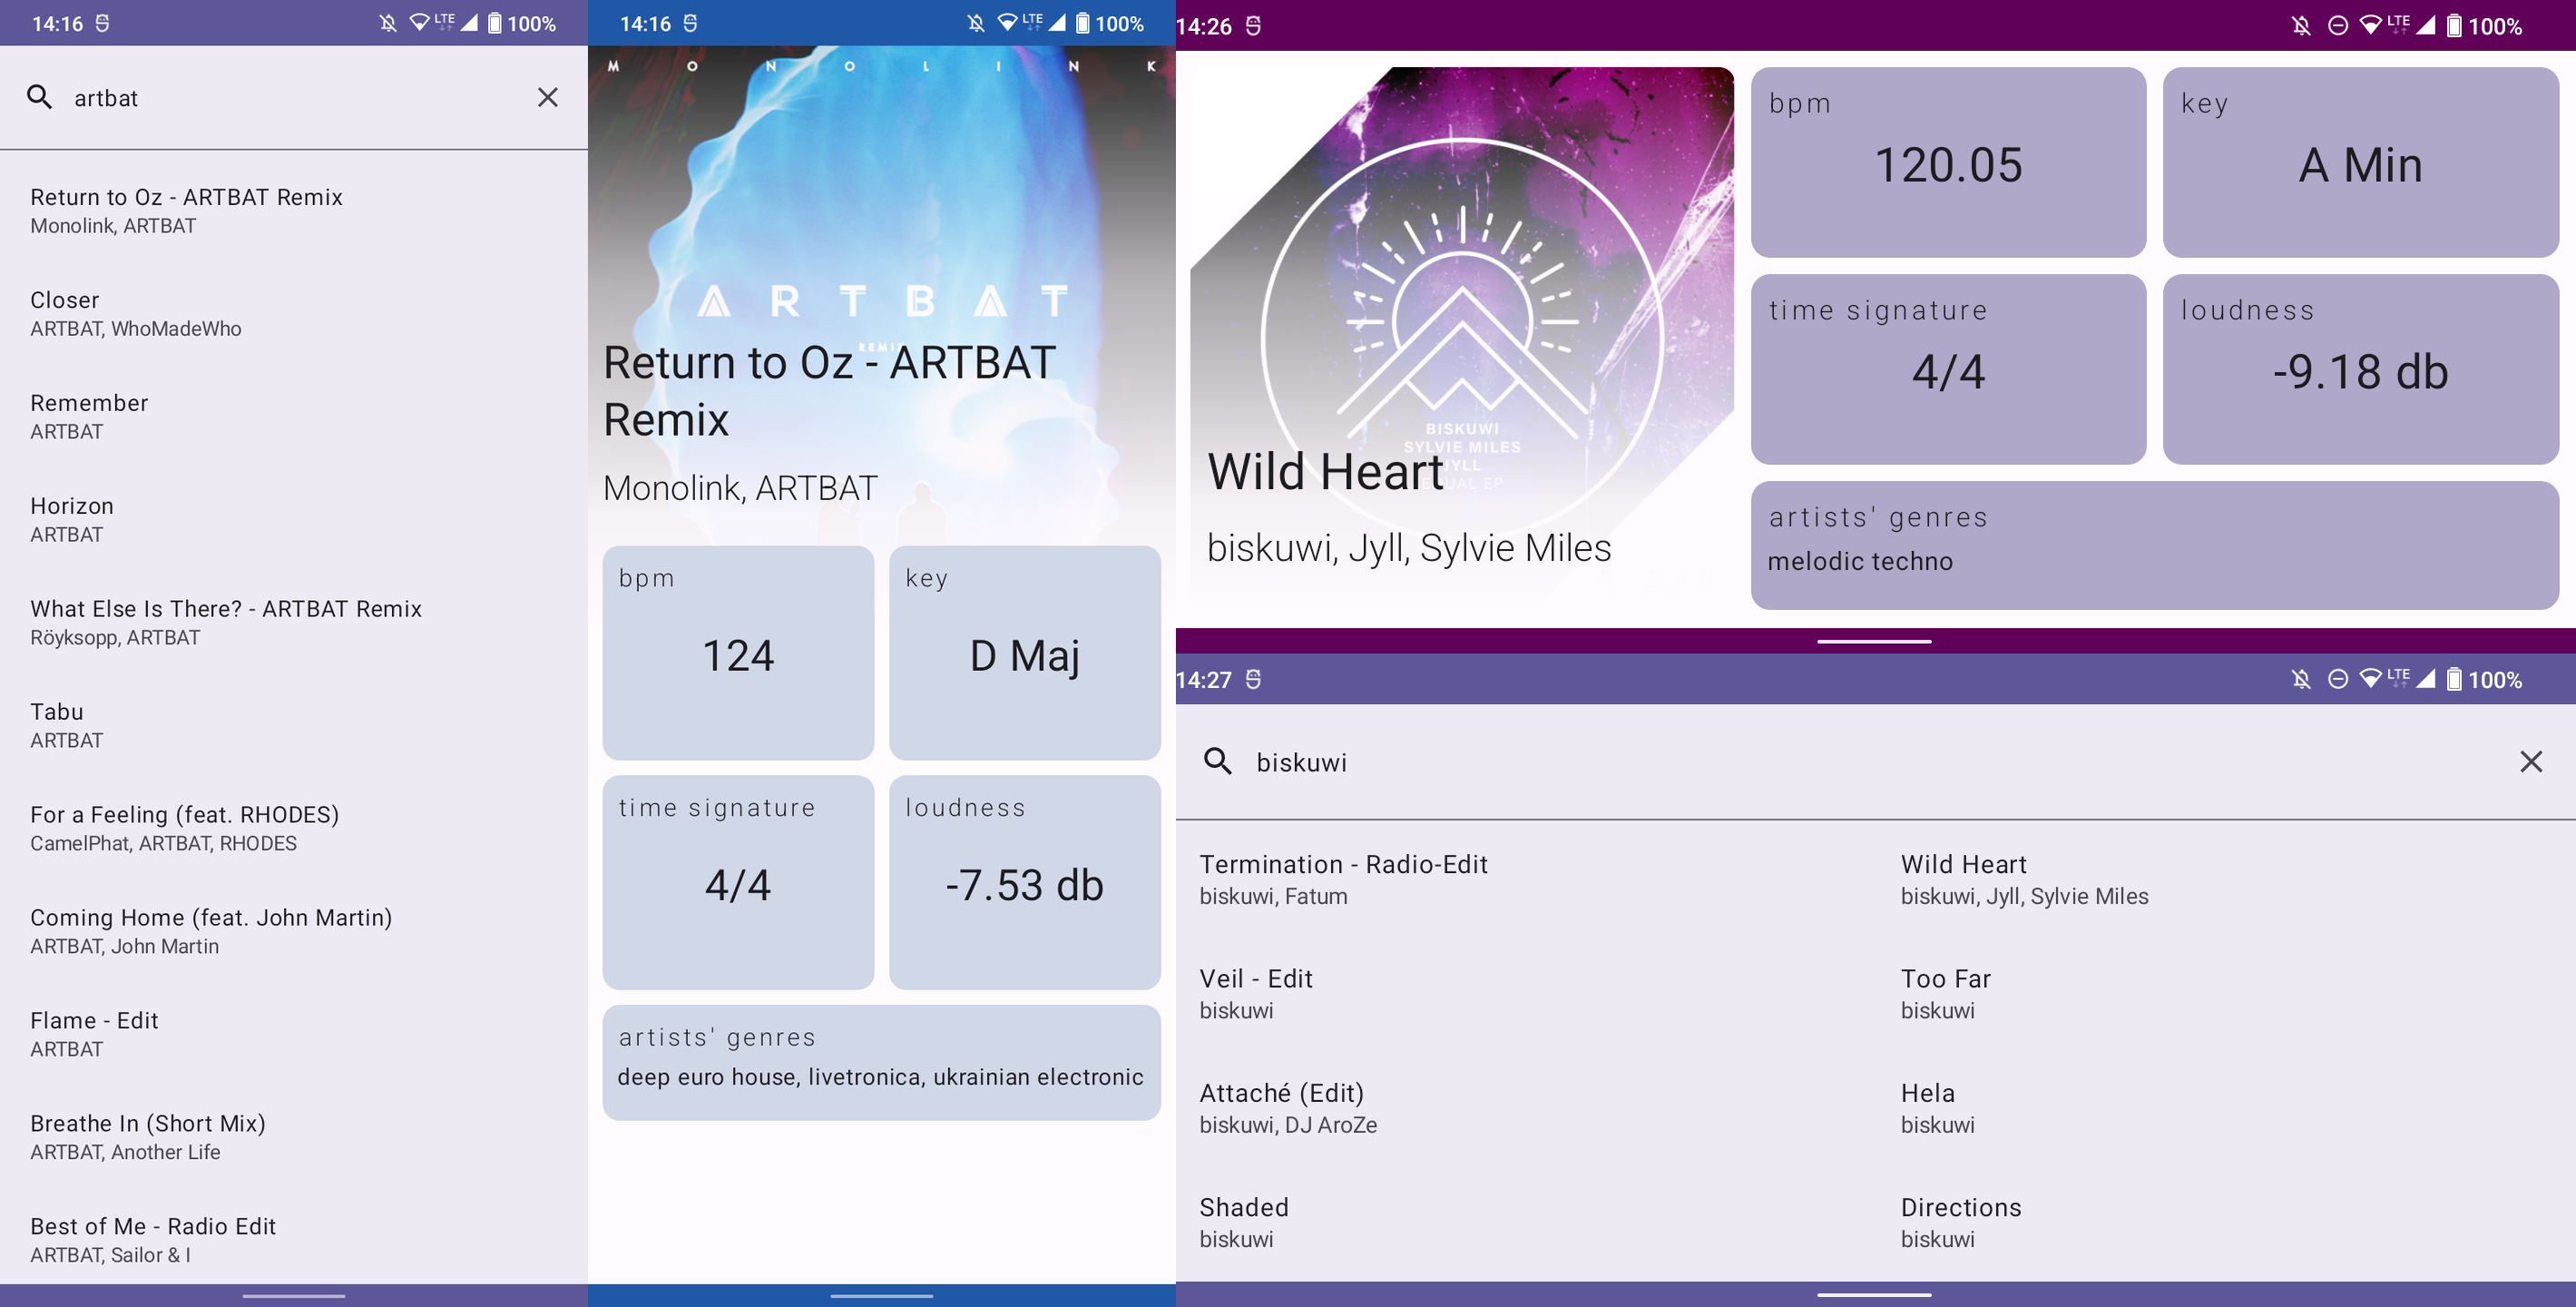 14:16
LTE
100%
artbat
Return to Oz - ARTBAT Remix
Monolink, ARTBAT
Closer
ARTBAT, WhoMadeWho
Remember
ARTBAT
Horizon
ARTBAT
What Else Is There? - ARTBAT Remix
Röyksopp, ARTBAT
Tabu
ARTBAT
For a Feeling (feat. RHODES)
CamelPhat, ARTBAT, RHODES
Coming Home (feat. John Martin)
ARTBAT, John Martin
Flame - Edit
ARTBAT
Breathe In (Short Mix)
ARTBAT, Another Life
Best of Me - Radio Edit
ARTBAT, Sailor & I
14:16
LTE
100%
MONOLINK
ARTBAT
REMIX
Return to Oz - ARTBAT
Remix
Monolink, ARTBAT
bpm
124
key
D Maj
time signature
4/4
loudness
-7.53 db
artists' genres
deep euro house, livetronica, ukrainian electronic
14:26
LTE
100%
BISKUWI
SYLVIE MILES
JYLL
EP
Wild Heart
biskuwi, Jyll, Sylvie Miles
bpm
120.05
key
A Min
time signature
4/4
loudness
-9.18 db
artists' genres
melodic techno
14:27
LTE
100%
biskuwi
Termination - Radio-Edit
biskuwi, Fatum
Wild Heart
biskuwi, Jyll, Sylvie Miles
Veil - Edit
biskuwi
Too Far
biskuwi
Attaché (Edit)
biskuwi, DJ AroZe
Hela
biskuwi
Shaded
biskuwi
Directions
biskuwi